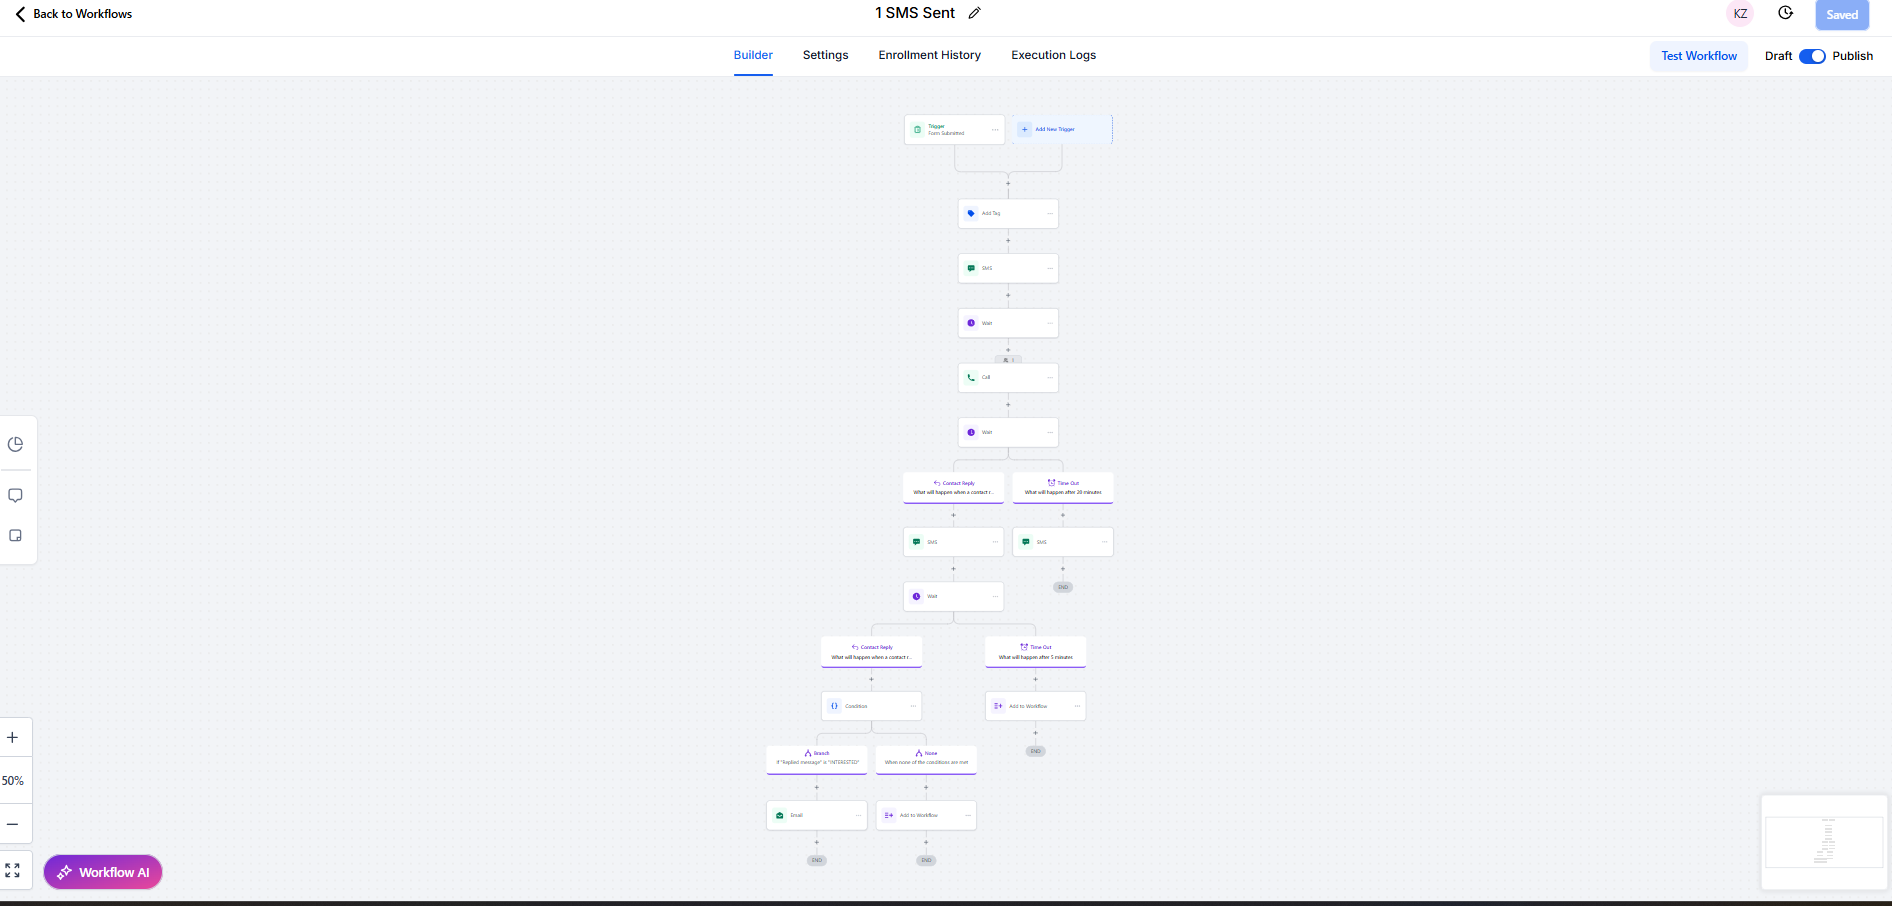 Back to Workflows
1 SMS Sent
KZ
Saved
Builder
Settings
Enrollment History
Execution Logs
Test Workflow
Draft
Publish
Trigger
Form Submitted
Add New Trigger
Add Tag
SMS
Wait
1
Call
Wait
Contact Reply
What will happen when a contact r...
Time Out
What will happen after 20 minutes
SMS
SMS
Wait
END
Contact Reply
What will happen when a contact r...
Time Out
What will happen after 5 minutes
Condition
Add to Workflow
Branch
If "Replied message" is "INTERESTED"
None
When none of the conditions are met
END
Email
Add to Workflow
END
END
50%
Workflow AI